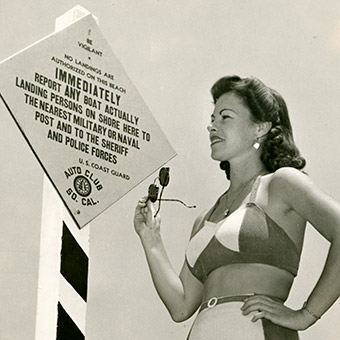 BE
VIGILANT
NO LANDINGS ARE
AUTHORIZED ON THIS BEACH
IMMEDIATELY
REPORT ANY BOAT ACTUALLY
LANDING PERSONS ON SHORE HERE TO
THE NEAREST MILITARY OR NAVAL
POST AND TO THE SHERIFF
AND POLICE FORCES
U.S. COAST GUARD
AUTO CLUB
SO. CAL.